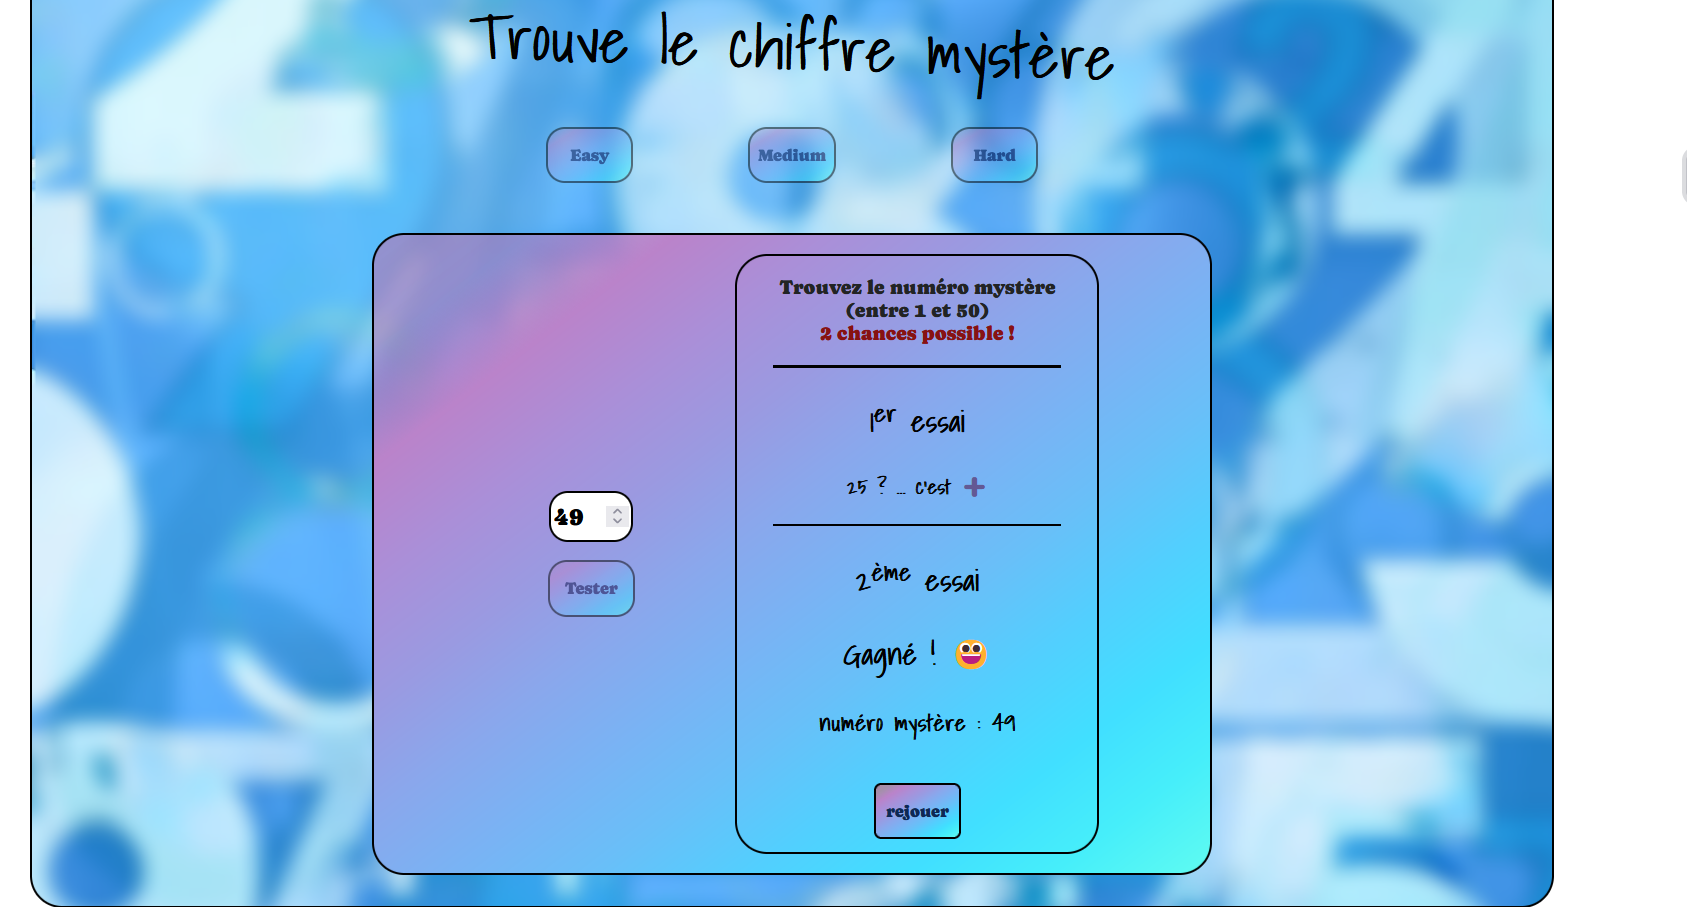 Trouve le chiffre mystère
Easy
Medium
Hard
Trouvez le numéro mystère
(entre 1 et 50)
2 chances possible !
1er essai
25 ? ... c'est ➕
49
Tester
2ème essai
Gagné ! 😀
numéro mystère : 49
rejouer